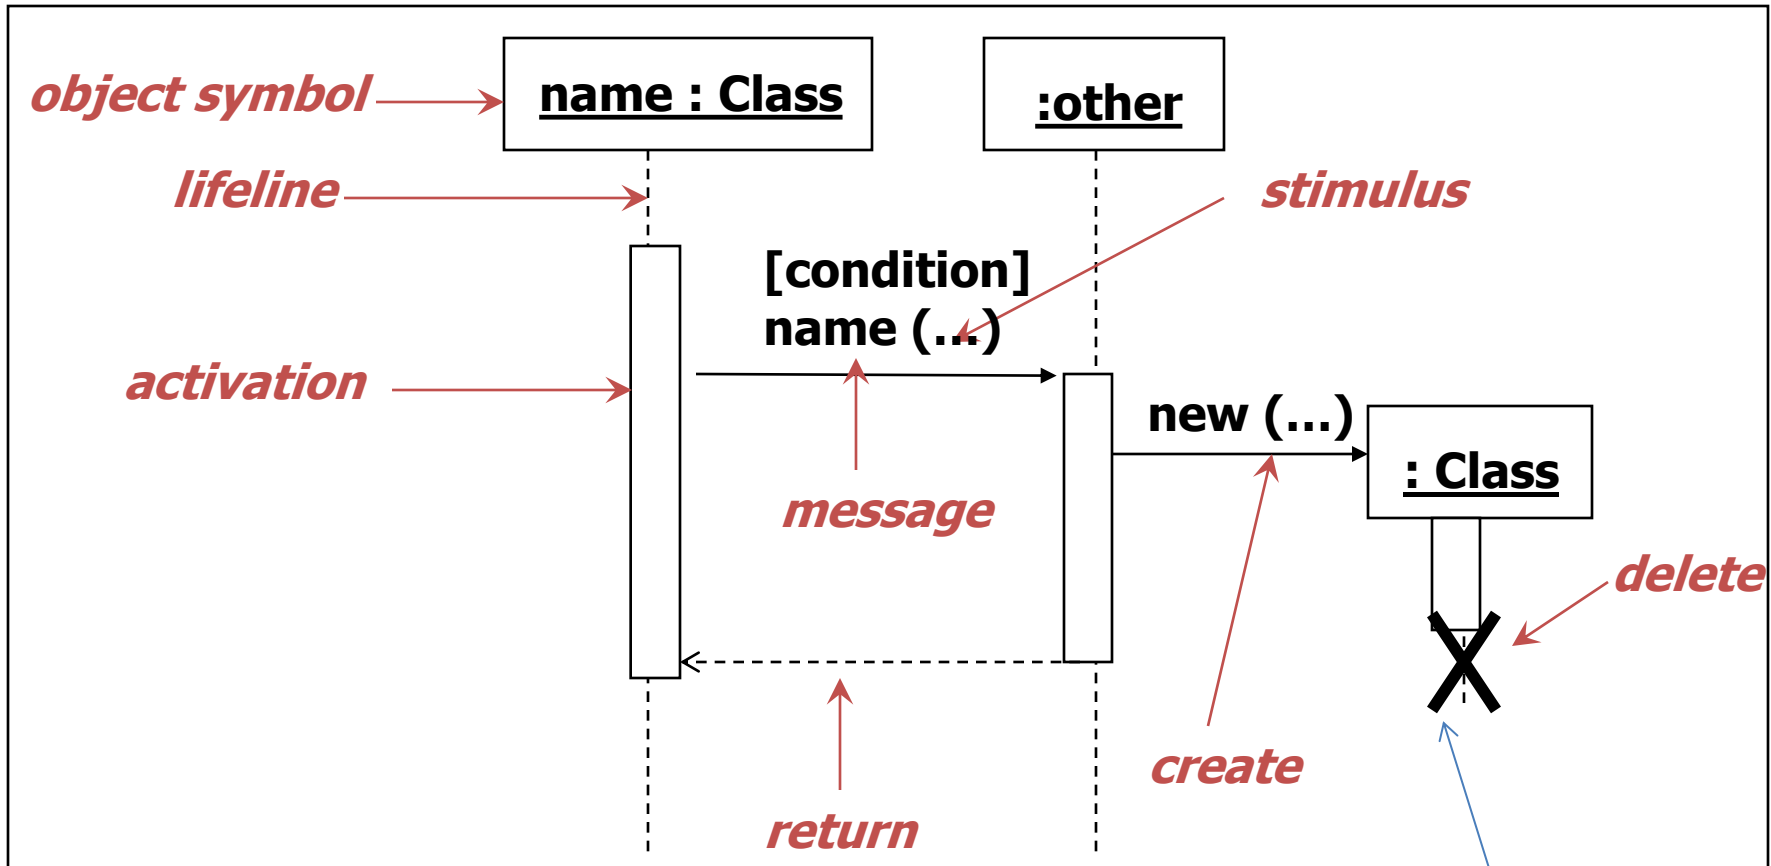 object symbol
name : Class
:other
lifeline
stimulus
[condition]
name (...)
activation
new (...)
: Class
message
delete
create
return